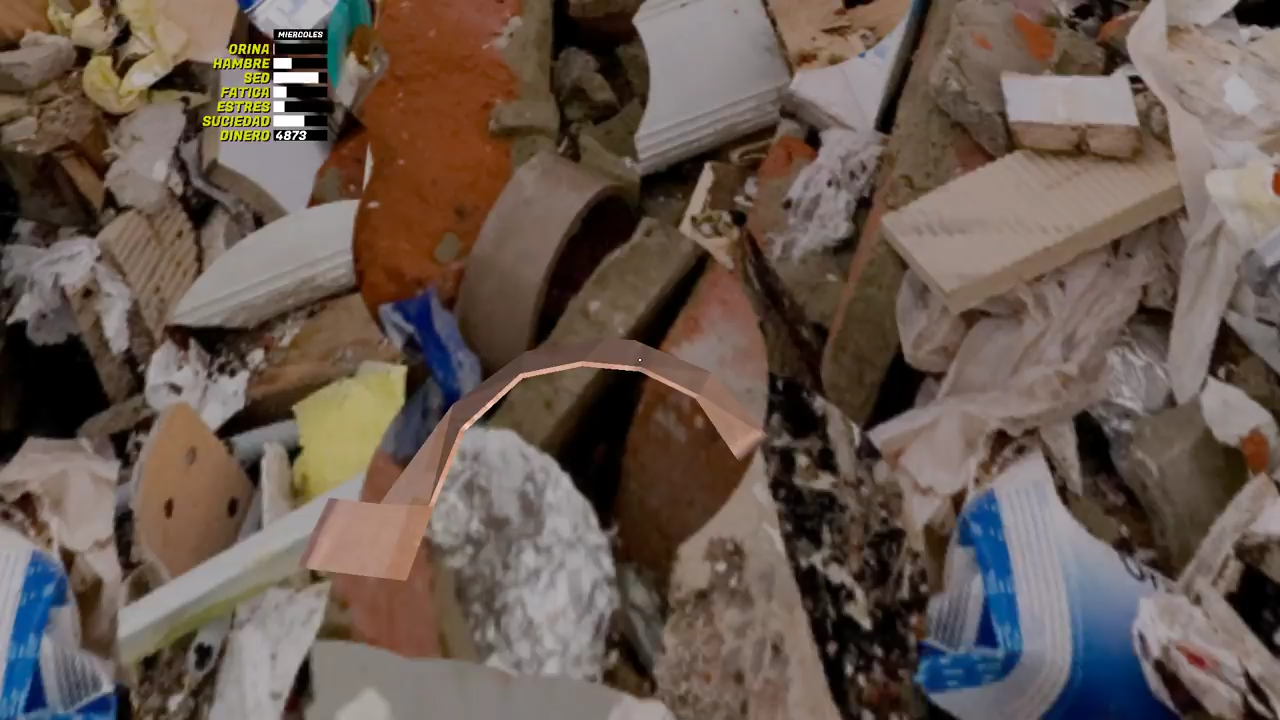 MIERCOLES
ORINA
HAMBRE
SED
FATIGA
ESTRES
SUCIEDAD
DINERO 4873